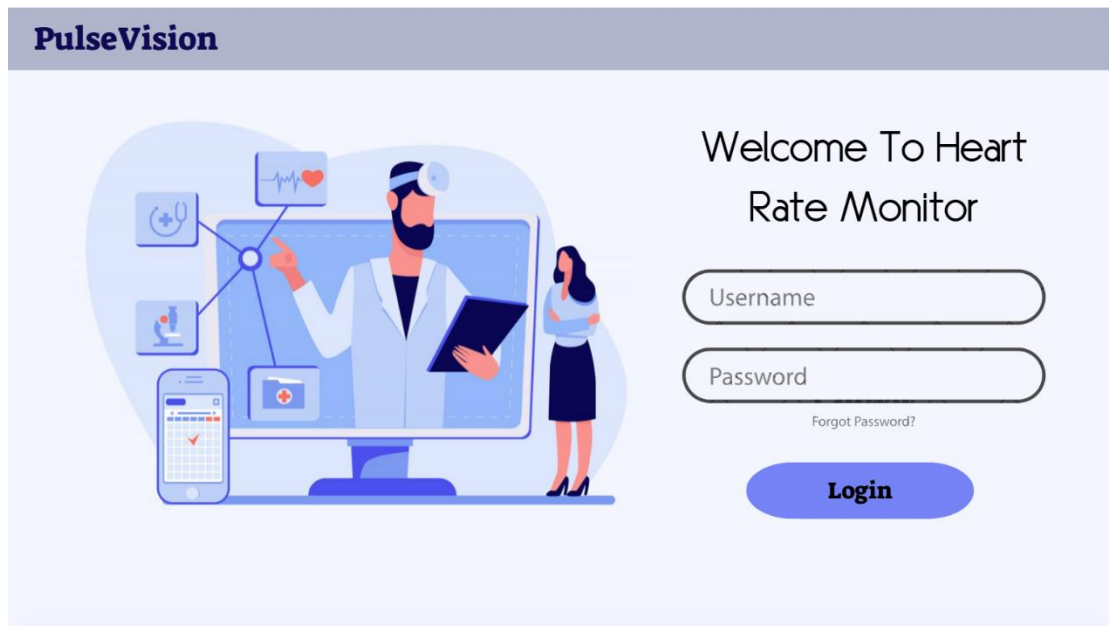 PulseVision
Welcome To Heart
Rate Monitor
Username
Password
Forgot Password?
Login